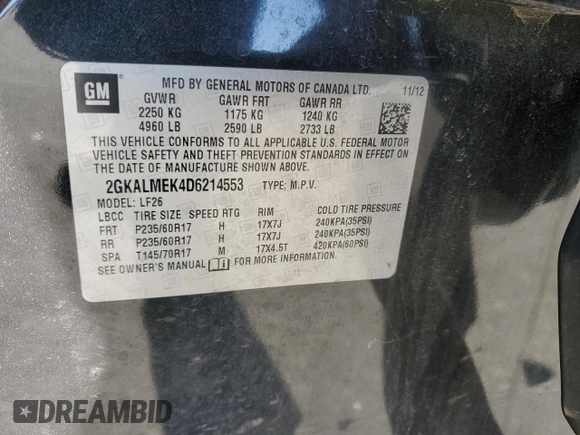 GM
MFD BY GENERAL MOTORS OF CANADA LTD.
11/12
GVWR GAWR FRT GAWR RR
2250 KG 1175 KG 1240 KG
4960 LB 2590 LB 2733 LB
THIS VEHICLE CONFORMS TO ALL APPLICABLE U.S. FEDERAL MOTOR
VEHICLE SAFETY AND THEFT PREVENTION STANDARDS IN EFFECT ON
THE DATE OF MANUFACTURE SHOWN ABOVE.
2GKALMEK4D6214553 TYPE: M.P.V.
MODEL: LF26
LBCC TIRE SIZE SPEED RTG RIM COLD TIRE PRESSURE
FRT P235/60R17 H 17X7J 240KPA(35PSI)
RR P235/60R17 H 17X7J 240KPA(35PSI)
SPA T145/70R17 M 17X4.5T 420KPA(60PSI)
SEE OWNER'S MANUAL i FOR MORE INFORMATION.
DREAMBID